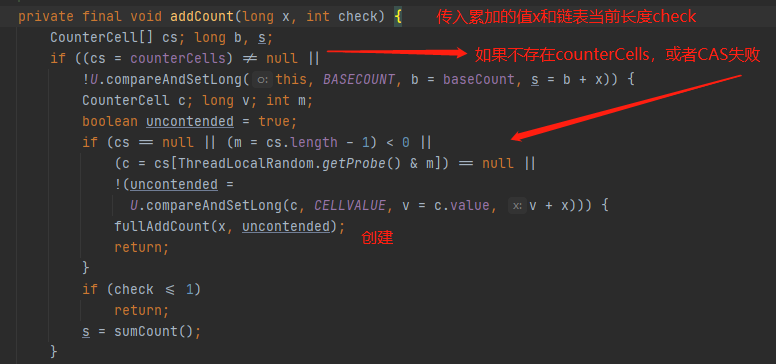 private final void addCount(long x, int check) { 传入累加的值x和链表当前长度check
CounterCell[] cs; long b, s;
if ((cs = counterCells) ≠ null || 如果不存在counterCells，或者CAS失败
!U.compareAndSetLong( o: this, BASECOUNT, b = baseCount, s = b + x)) {
CounterCell c; long v; int m;
boolean uncontended = true;
if (cs == null || (m = cs.length - 1) < 0 ||
(c = cs[ThreadLocalRandom.getProbe() & m]) == null ||
!(uncontended =
U.compareAndSetLong(c, CELLVALUE, v = c.value, x: v + x))) {
fullAddCount(x, uncontended); 创建
return;
}
if (check ⩽ 1)
return;
s = sumCount();
}